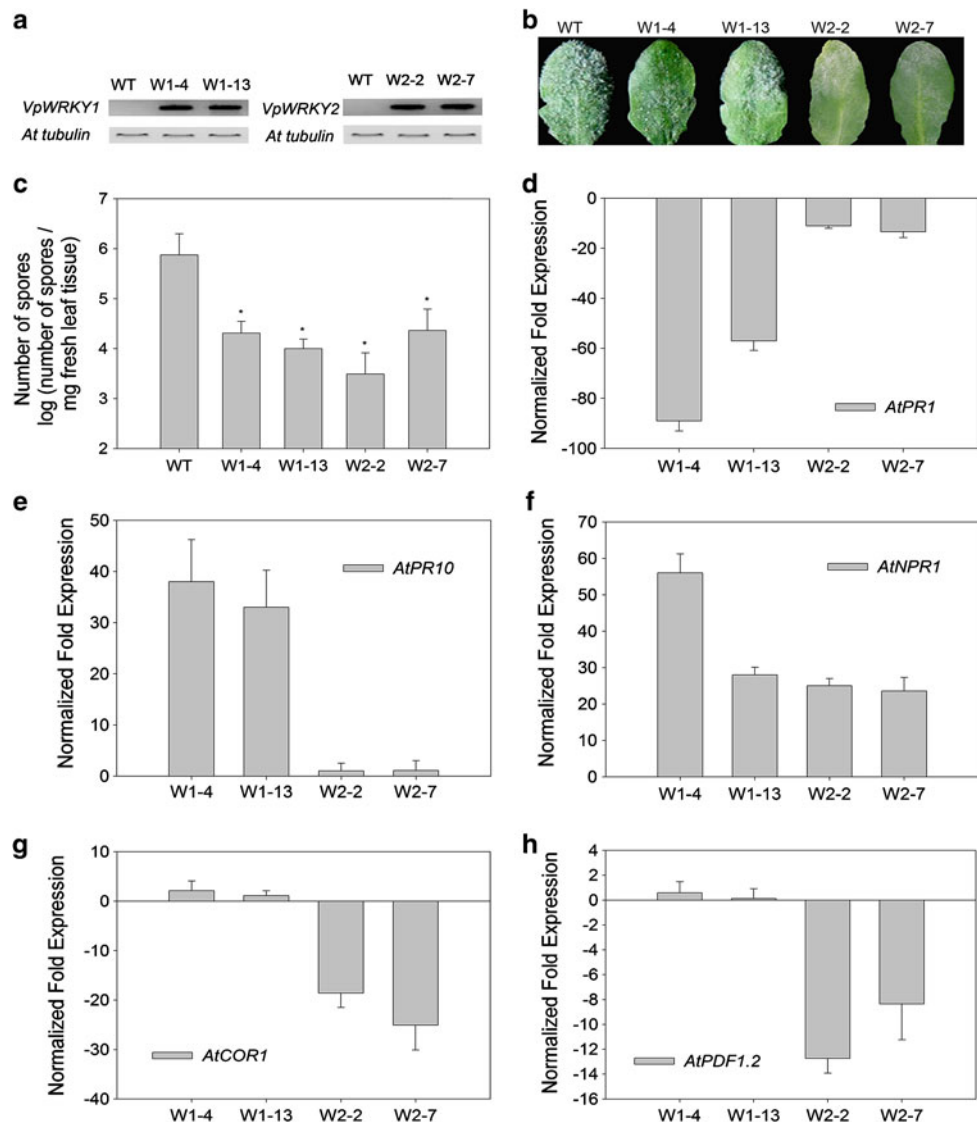 a
WT W1-4 W1-13
VpWRKY1
At tubulin
WT W2-2 W2-7
VpWRKY2
At tubulin
b
WT W1-4 W1-13 W2-2 W2-7
c
Number of spores
log (number of spores /
mg fresh leaf tissue)
7
6
5
4
3
2
* * * *
WT W1-4 W1-13 W2-2 W2-7
d
Normalized Fold Expression
0
-20
-40
-60
-80
-100
AtPR1
W1-4 W1-13 W2-2 W2-7
e
Normalized Fold Expression
50
40
30
20
10
0
AtPR10
W1-4 W1-13 W2-2 W2-7
f
Normalized Fold Expression
70
60
50
40
30
20
10
0
AtNPR1
W1-4 W1-13 W2-2 W2-7
g
Normalized Fold Expression
10
0
-10
-20
-30
-40
AtCOR1
W1-4 W1-13 W2-2 W2-7
h
Normalized Fold Expression
4
2
0
-2
-4
-6
-8
-10
-12
-14
-16
AtPDF1.2
W1-4 W1-13 W2-2 W2-7